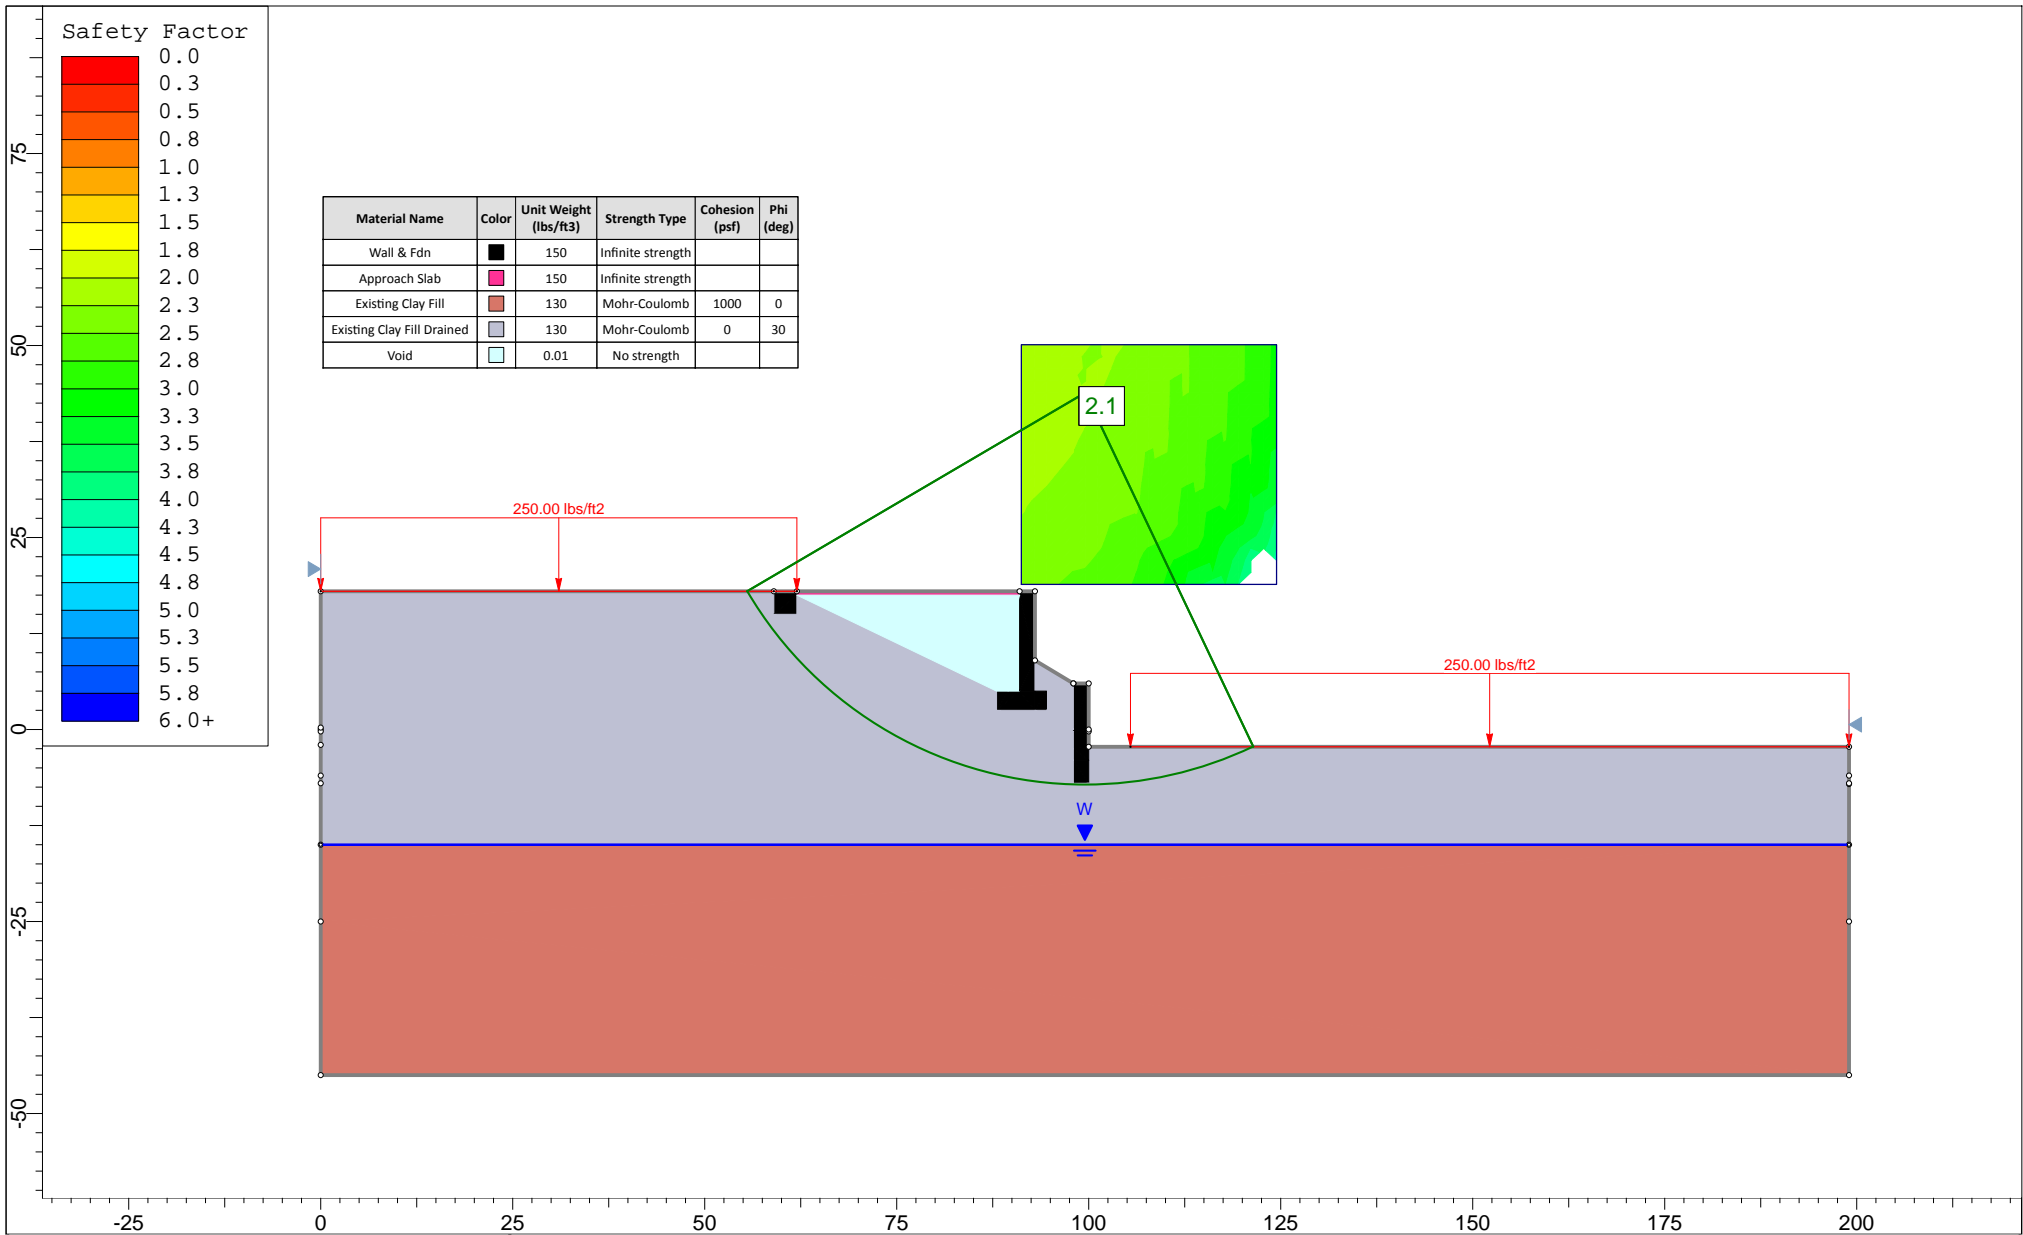 Safety Factor
0.0
0.3
0.5
0.8
1.0
1.3
1.5
1.8
2.0
2.3
2.5
2.8
3.0
3.3
3.5
3.8
4.0
4.3
4.5
4.8
5.0
5.3
5.5
5.8
6.0+
Material Name Color Unit Weight (lbs/ft3) Strength Type Cohesion (psf) Phi (deg)
Wall & Fdn 150 Infinite strength
Approach Slab 150 Infinite strength
Existing Clay Fill 130 Mohr-Coulomb 1000 0
Existing Clay Fill Drained 130 Mohr-Coulomb 0 30
Void 0.01 No strength
2.1
250.00 lbs/ft2
250.00 lbs/ft2
W
75
50
25
0
-25
-50
-25 0 25 50 75 100 125 150 175 200